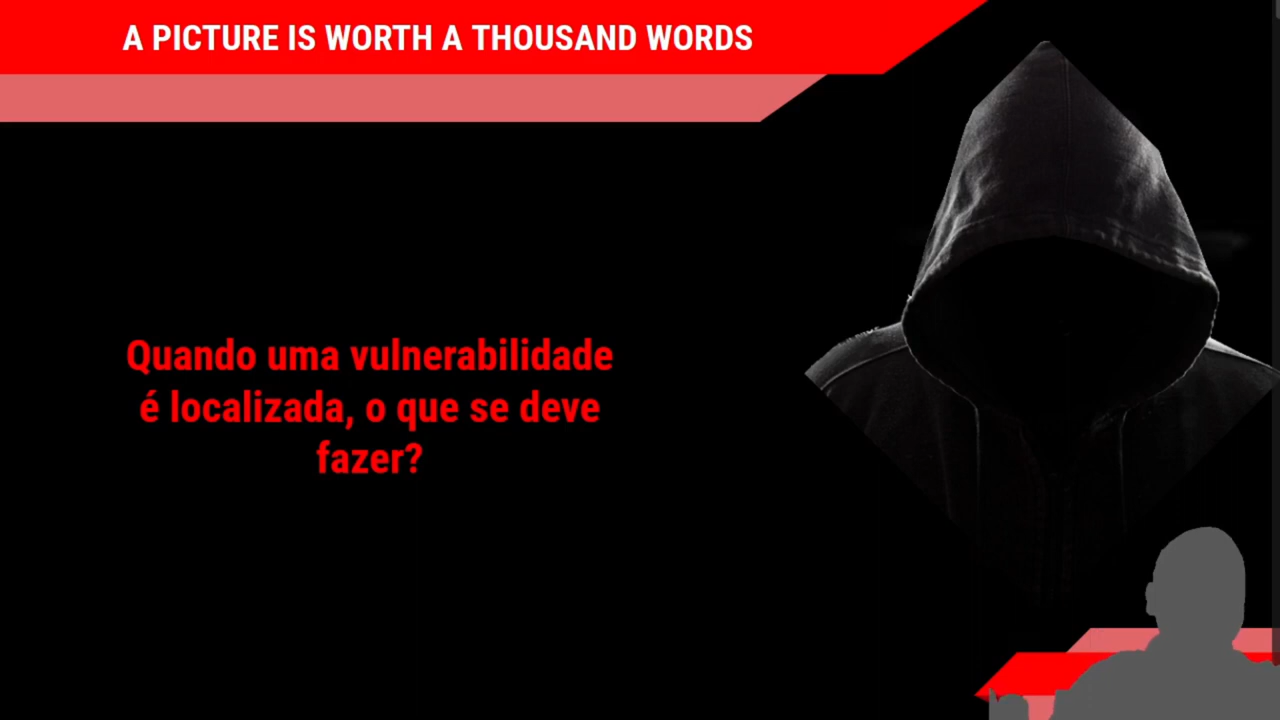 A PICTURE IS WORTH A THOUSAND WORDS
Quando uma vulnerabilidade
é localizada, o que se deve
fazer?